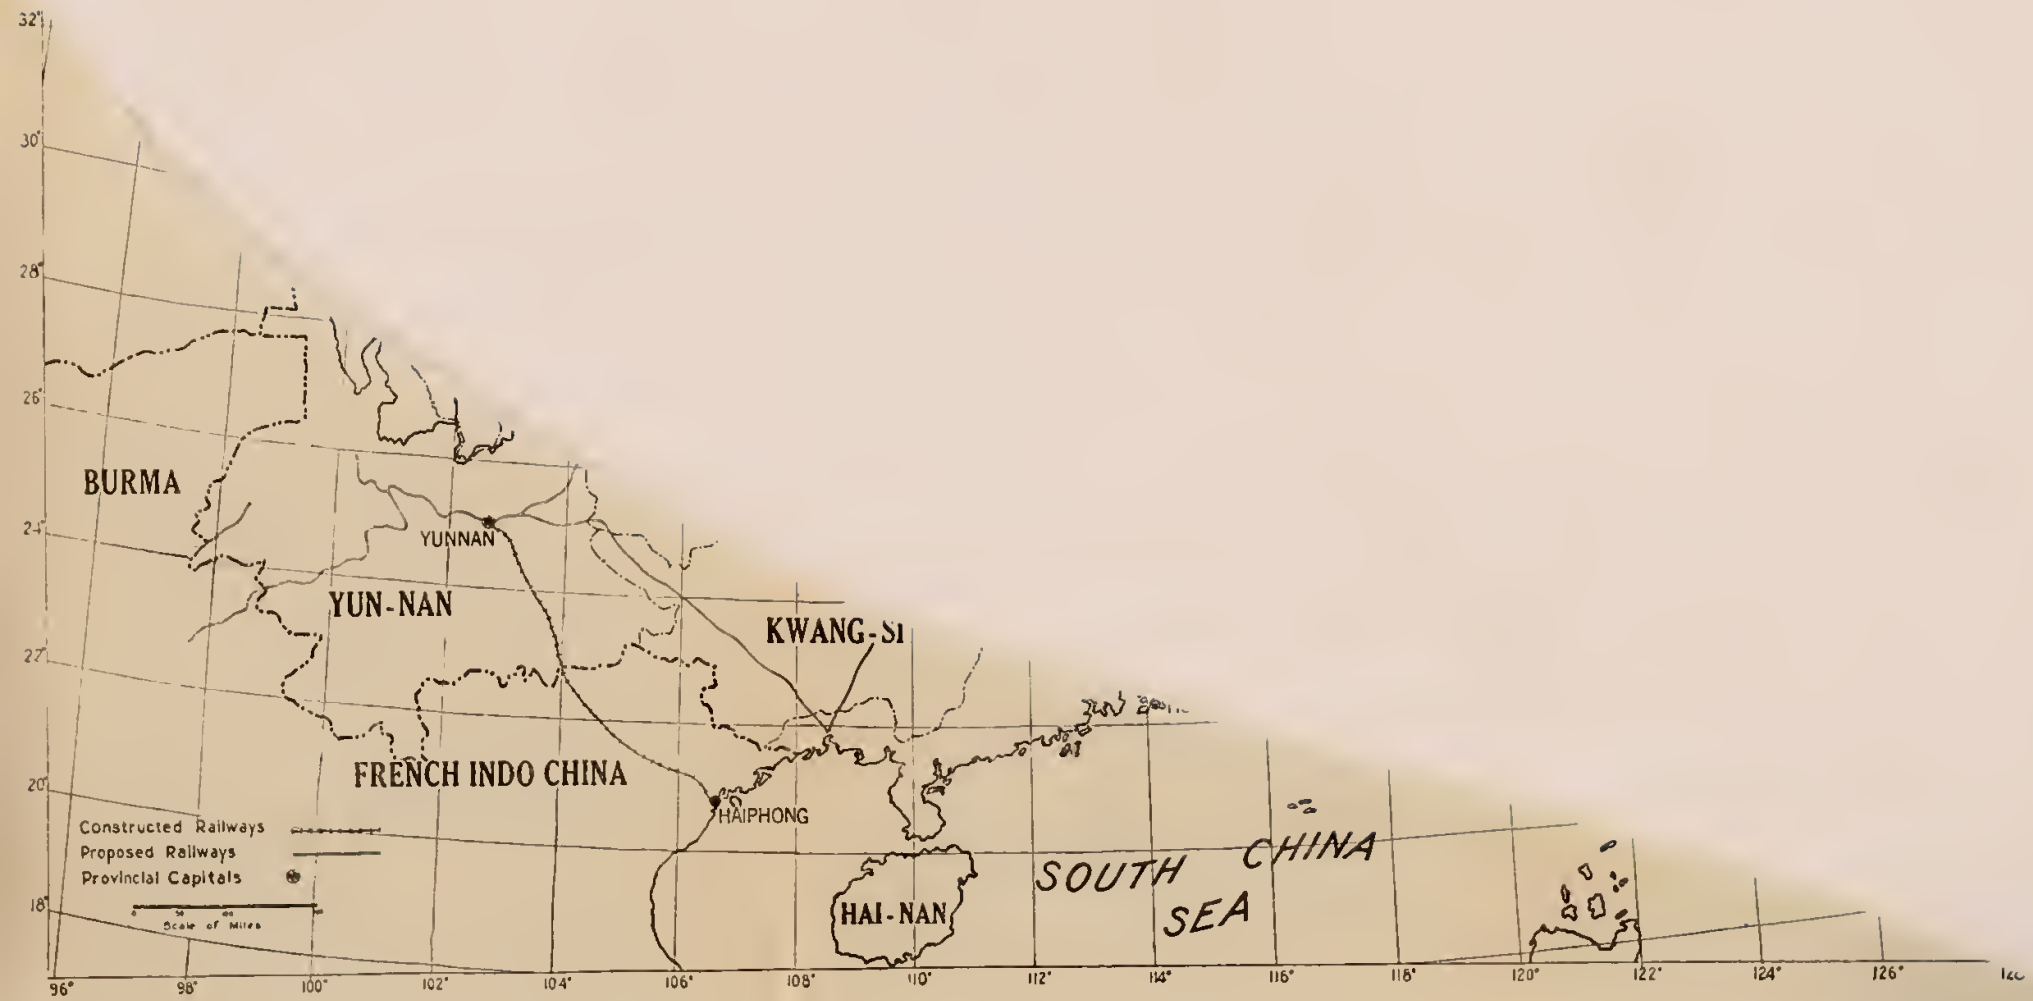 32°
30°
28°
26°
BURMA
24°
YUNNAN
YUN-NAN
KWANG-SI
22°
FRENCH INDO CHINA
20°
HAIPHONG
Constructed Railways
Proposed Railways
Provincial Capitals
SOUTH CHINA
SEA
18°
HAI-NAN
Scale of Miles
96° 98° 100° 102° 104° 106° 108° 110° 112° 114° 116° 118° 120° 122° 124° 126°